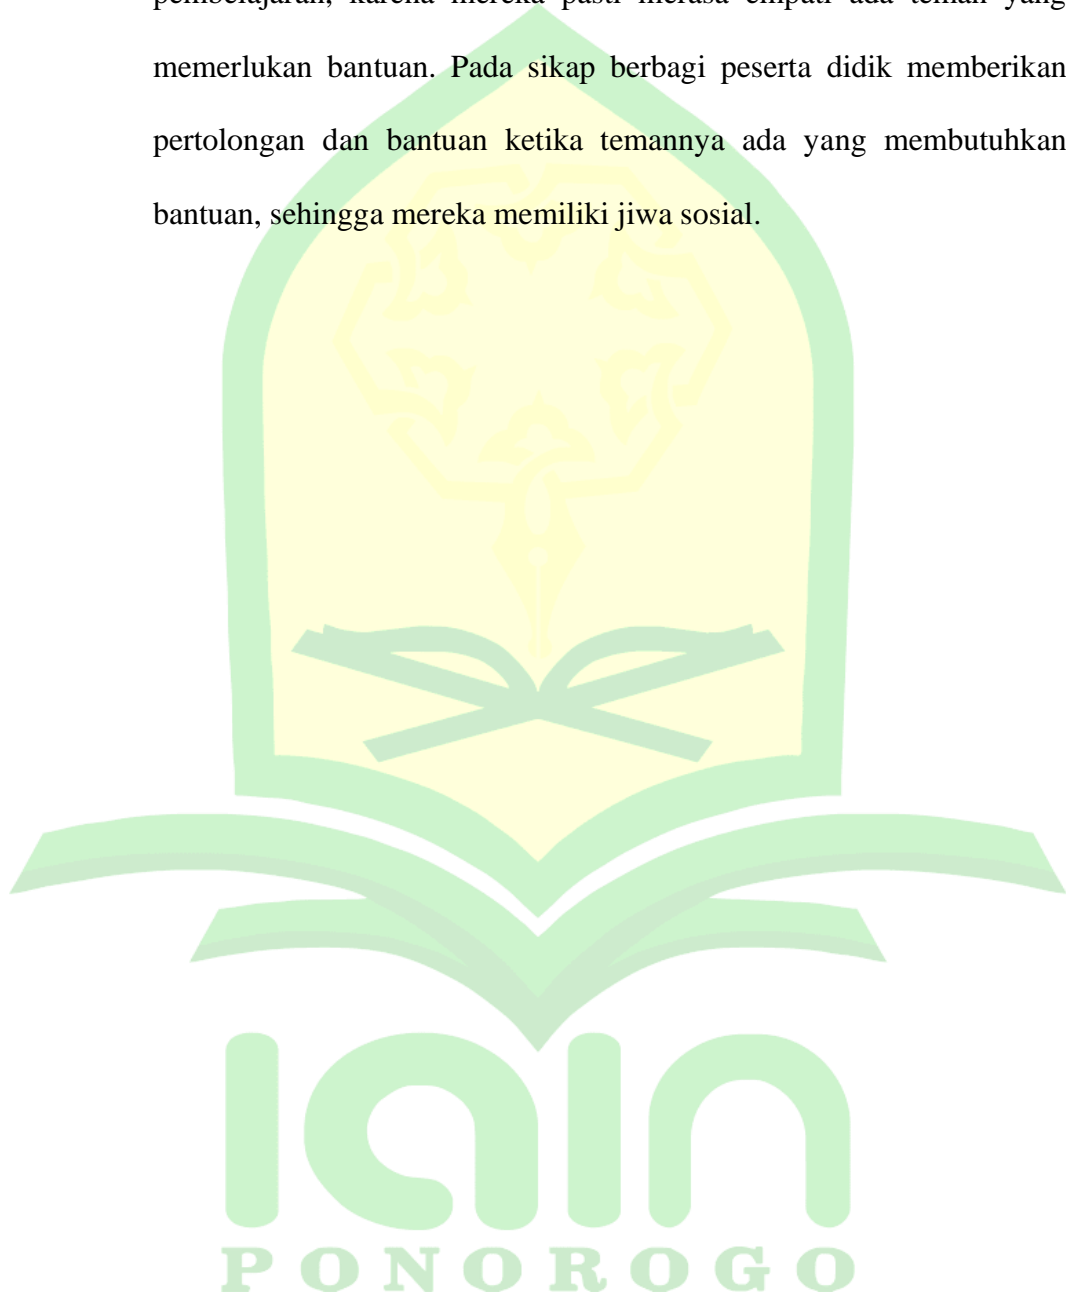 pembelajaran, karena mereka pasti merasa empati ada teman yang
memerlukan bantuan. Pada sikap berbagi peserta didik memberikan
pertolongan dan bantuan ketika temannya ada yang membutuhkan
bantuan, sehingga mereka memiliki jiwa sosial.
IAIN
PONOROGO